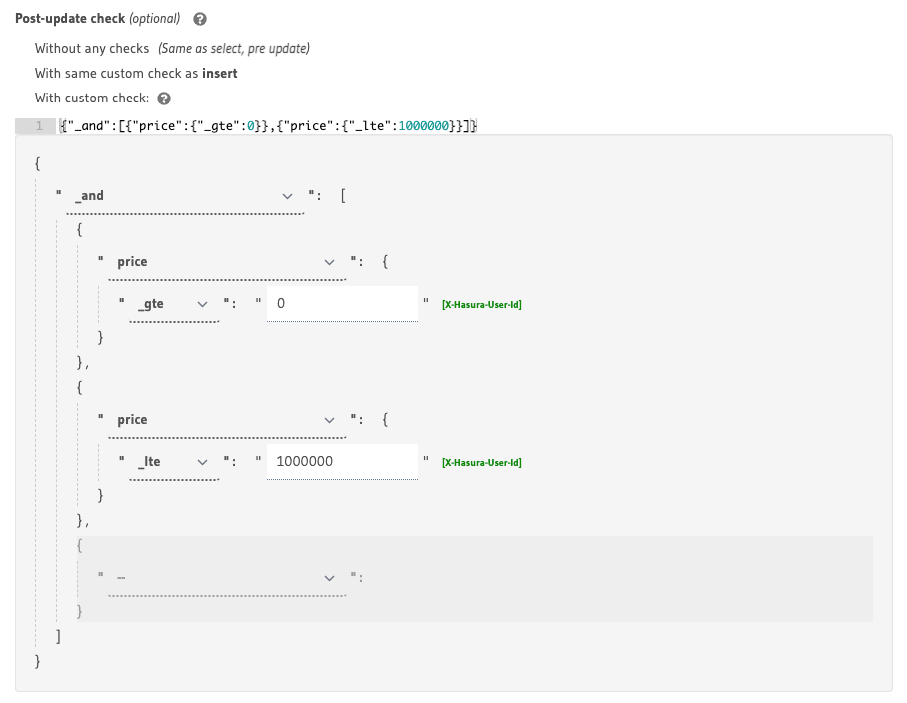 Post-update check (optional) ?
Without any checks (Same as select, pre update)
With same custom check as insert
With custom check: ?
1 {"_and":[{"price":{"_gte":0}},{"price":{"_lte":1000000}}]}
{
" _and ": [
{
" price ": {
" _gte ": " 0 " [X-Hasura-User-Id]
}
},
{
" price ": {
" _lte ": " 1000000 " [X-Hasura-User-Id]
}
},
{
" -- ":
}
]
}